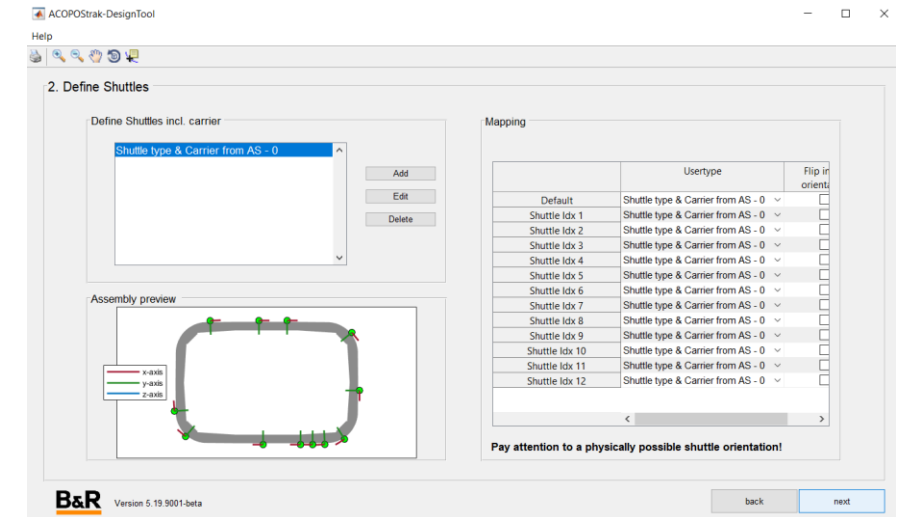 ACOPOStrak-DesignTool
Help
2. Define Shuttles
Define Shuttles incl. carrier
Shuttle type & Carrier from AS - 0
Add
Edit
Delete
Assembly preview
x-axis
y-axis
z-axis
Mapping
Usertype
Flip in
orienta
Default Shuttle type & Carrier from AS - 0
Shuttle Idx 1 Shuttle type & Carrier from AS - 0
Shuttle Idx 2 Shuttle type & Carrier from AS - 0
Shuttle Idx 3 Shuttle type & Carrier from AS - 0
Shuttle Idx 4 Shuttle type & Carrier from AS - 0
Shuttle Idx 5 Shuttle type & Carrier from AS - 0
Shuttle Idx 6 Shuttle type & Carrier from AS - 0
Shuttle Idx 7 Shuttle type & Carrier from AS - 0
Shuttle Idx 8 Shuttle type & Carrier from AS - 0
Shuttle Idx 9 Shuttle type & Carrier from AS - 0
Shuttle Idx 10 Shuttle type & Carrier from AS - 0
Shuttle Idx 11 Shuttle type & Carrier from AS - 0
Shuttle Idx 12 Shuttle type & Carrier from AS - 0
Pay attention to a physically possible shuttle orientation!
B&R Version 5.19.9001-beta
back
next